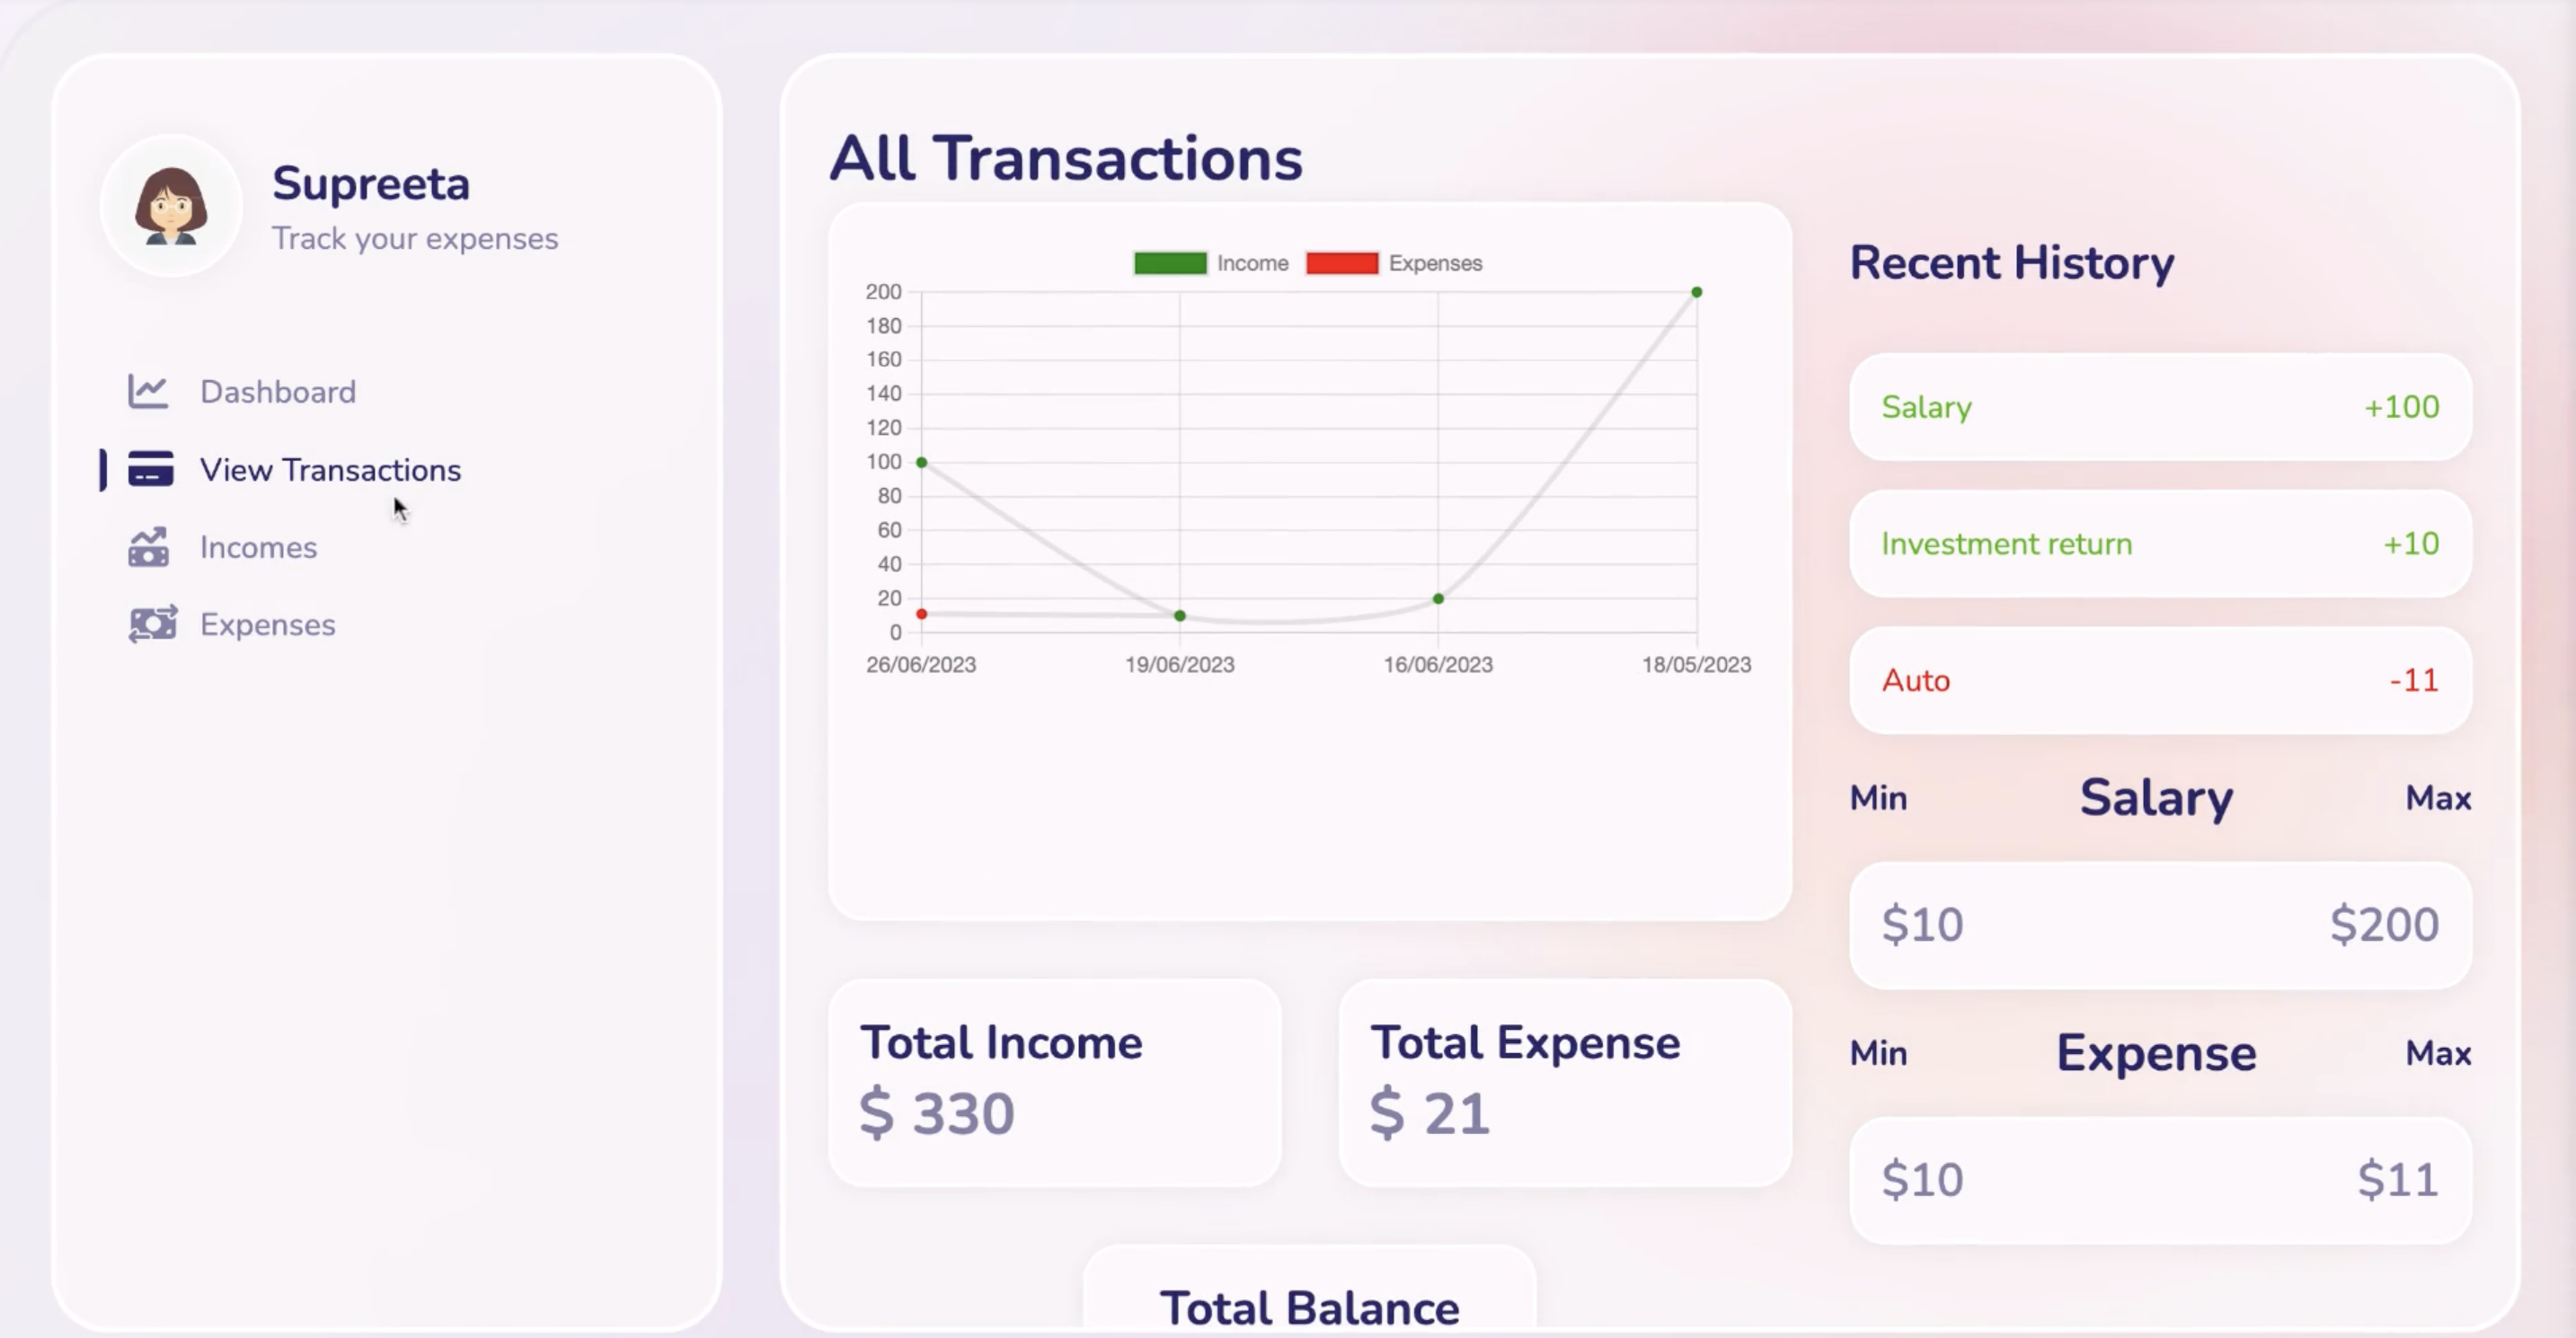 Supreeta
Track your expenses
Dashboard
View Transactions
Incomes
Expenses
All Transactions
Income Expenses
200
180
160
140
120
100
80
60
40
20
0
26/06/2023 19/06/2023 16/06/2023 18/05/2023
Total Income
$ 330
Total Expense
$ 21
Total Balance
Recent History
Salary +100
Investment return +10
Auto -11
Min Salary Max
$10 $200
Min Expense Max
$10 $11